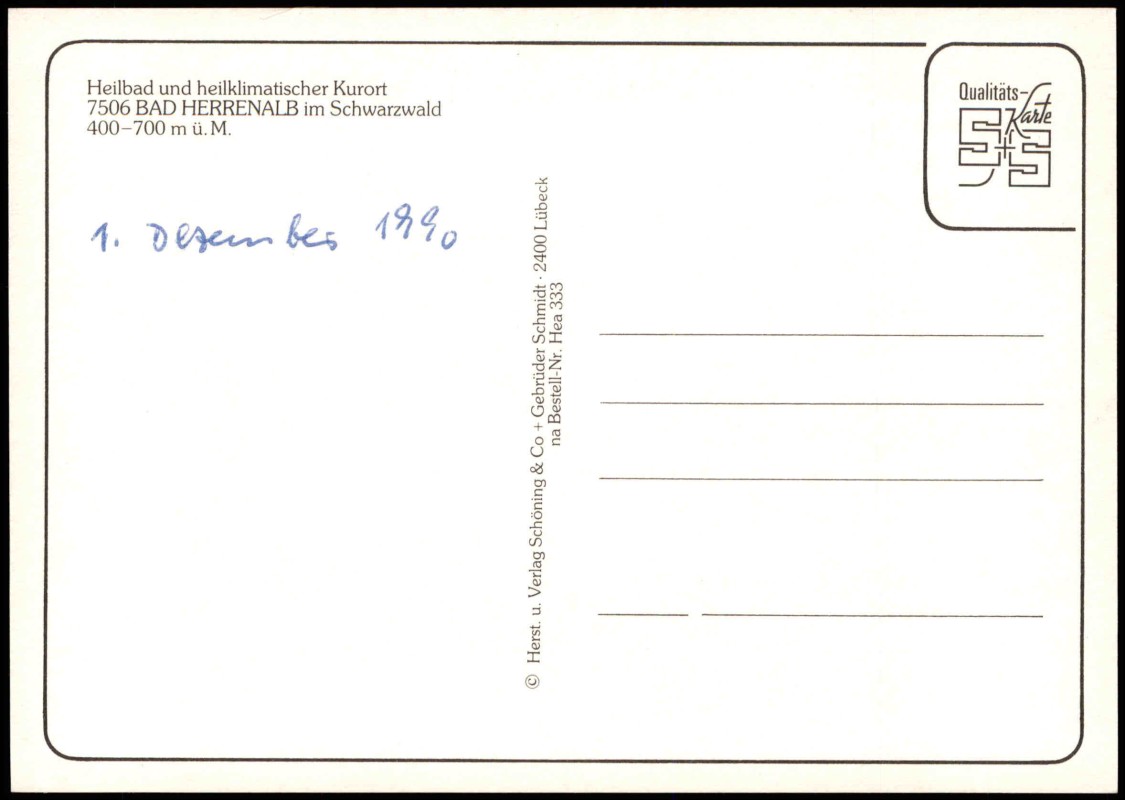 Heilbad und heilklimatischer Kurort
7506 BAD HERRENALB im Schwarzwald
400–700 m ü. M.
1. Dezember 1990
© Herst. u. Verlag Schöning & Co + Gebrüder Schmidt · 2400 Lübeck
na Bestell-Nr. Hea 333
Qualitäts-
Karte
S+S